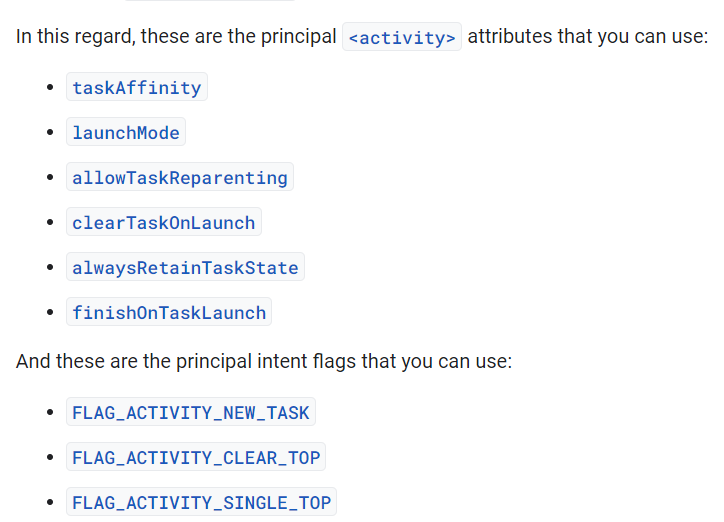 In this regard, these are the principal <activity> attributes that you can use:
taskAffinity
launchMode
allowTaskReparenting
clearTaskOnLaunch
alwaysRetainTaskState
finishOnTaskLaunch
And these are the principal intent flags that you can use:
FLAG_ACTIVITY_NEW_TASK
FLAG_ACTIVITY_CLEAR_TOP
FLAG_ACTIVITY_SINGLE_TOP